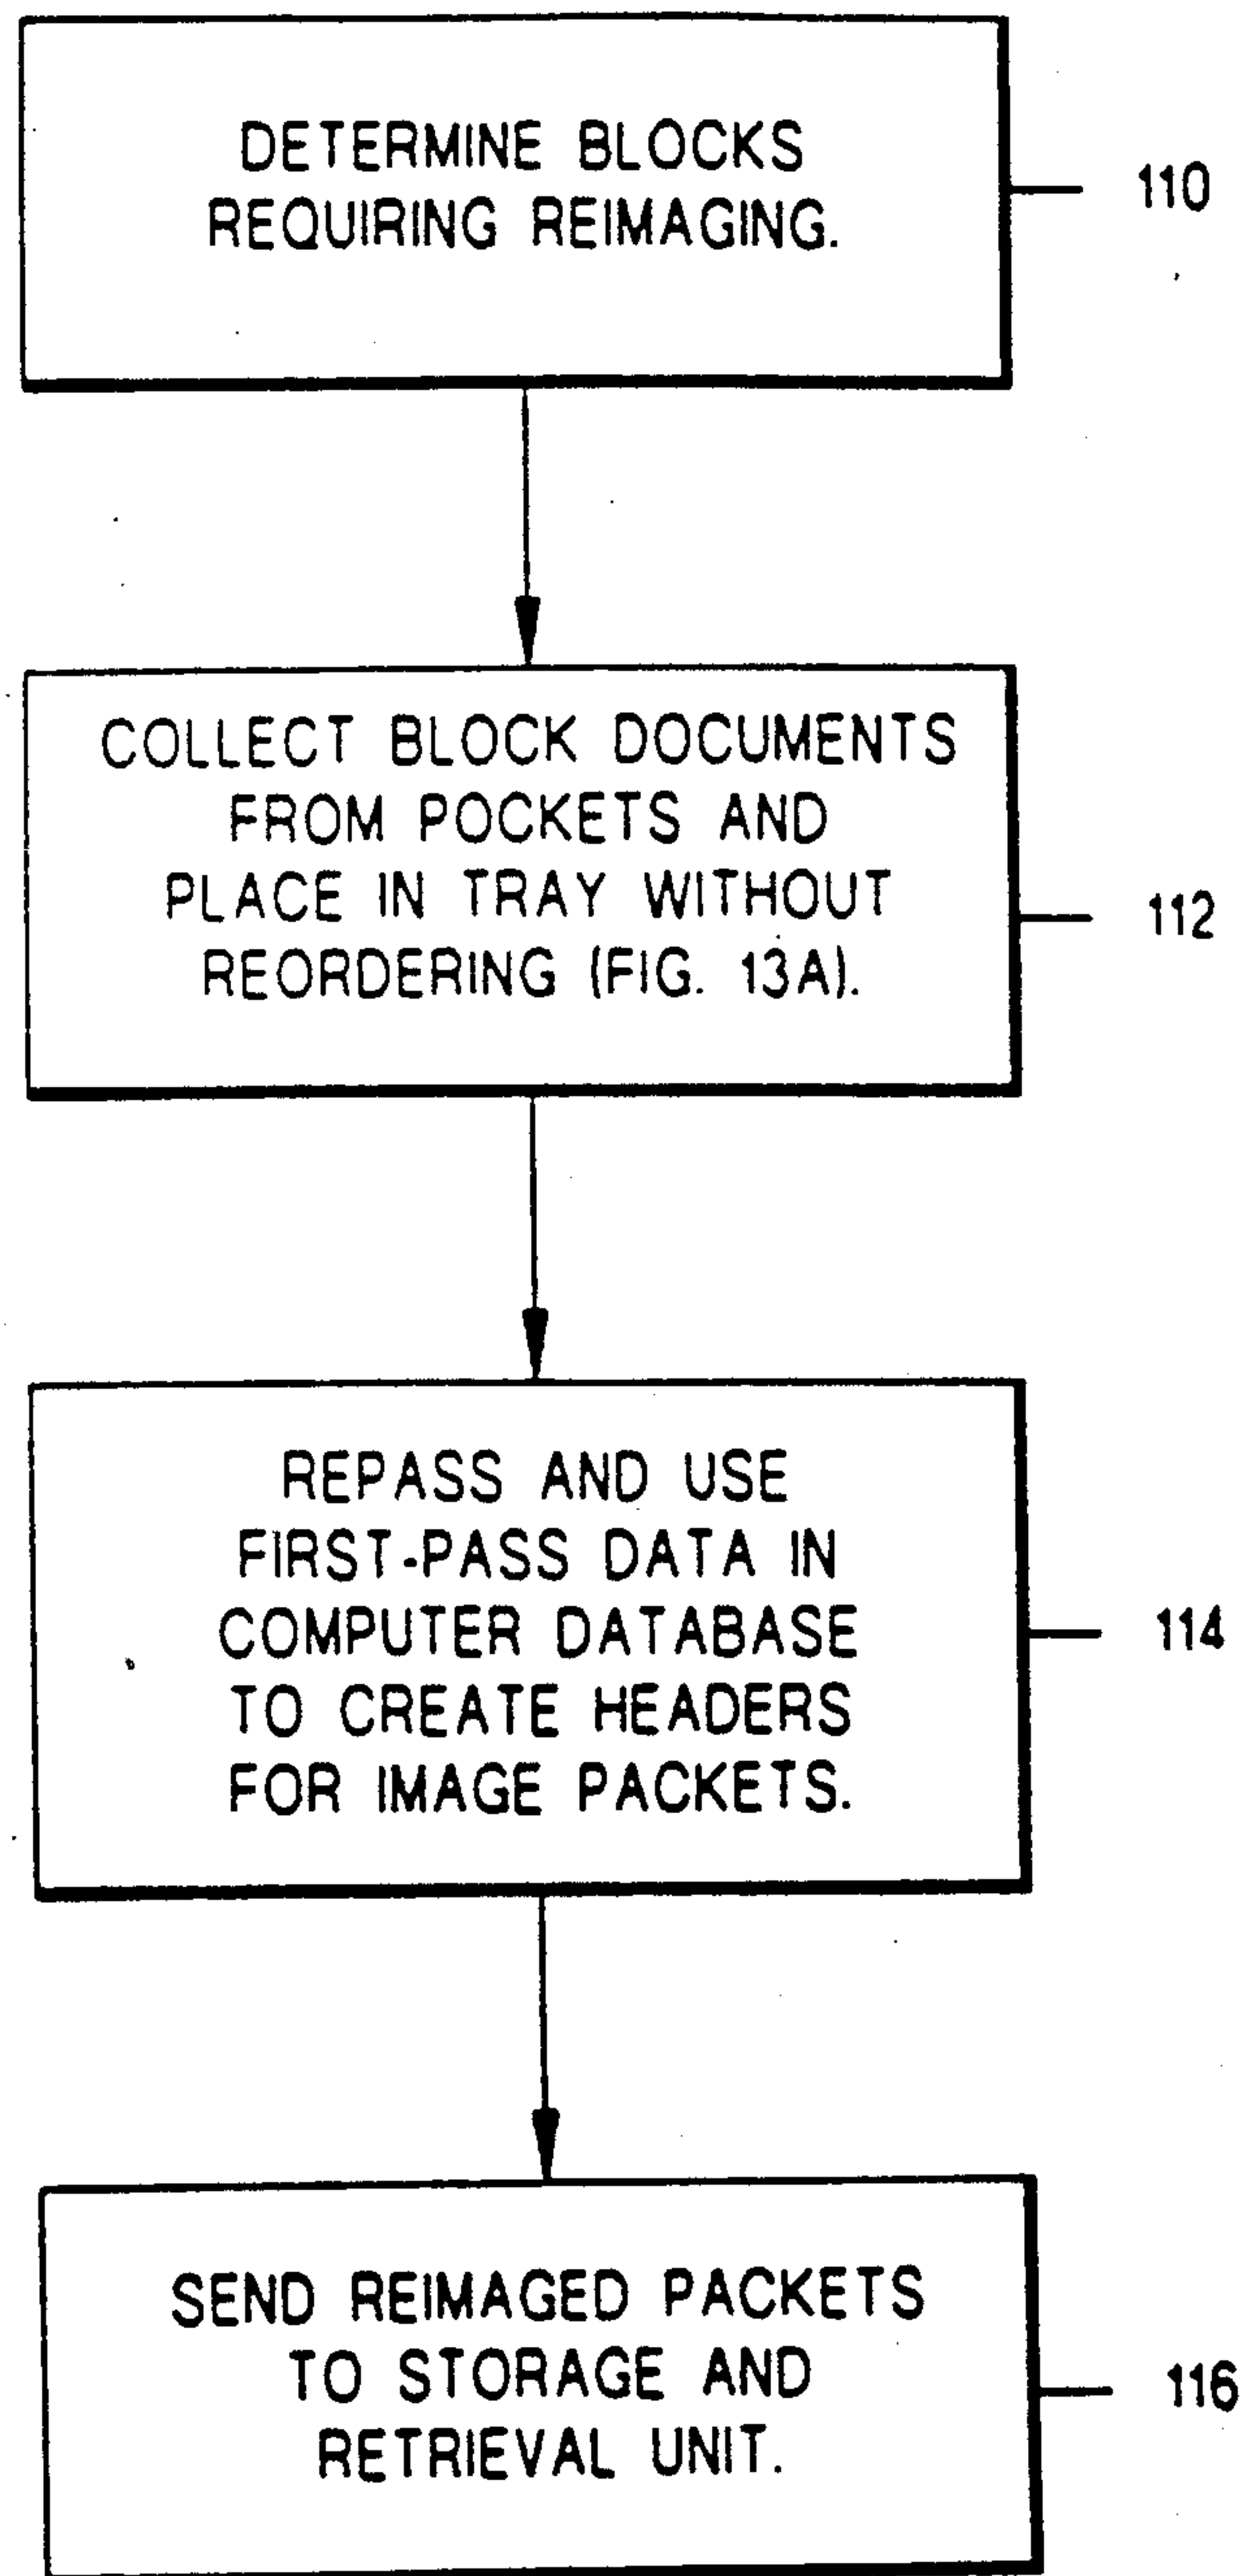 DETERMINE BLOCKS
REQUIRING REIMAGING.
110
COLLECT BLOCK DOCUMENTS
FROM POCKETS AND
PLACE IN TRAY WITHOUT
REORDERING (FIG. 13A).
112
REPASS AND USE
FIRST-PASS DATA IN
COMPUTER DATABASE
TO CREATE HEADERS
FOR IMAGE PACKETS.
114
SEND REIMAGED PACKETS
TO STORAGE AND
RETRIEVAL UNIT.
116